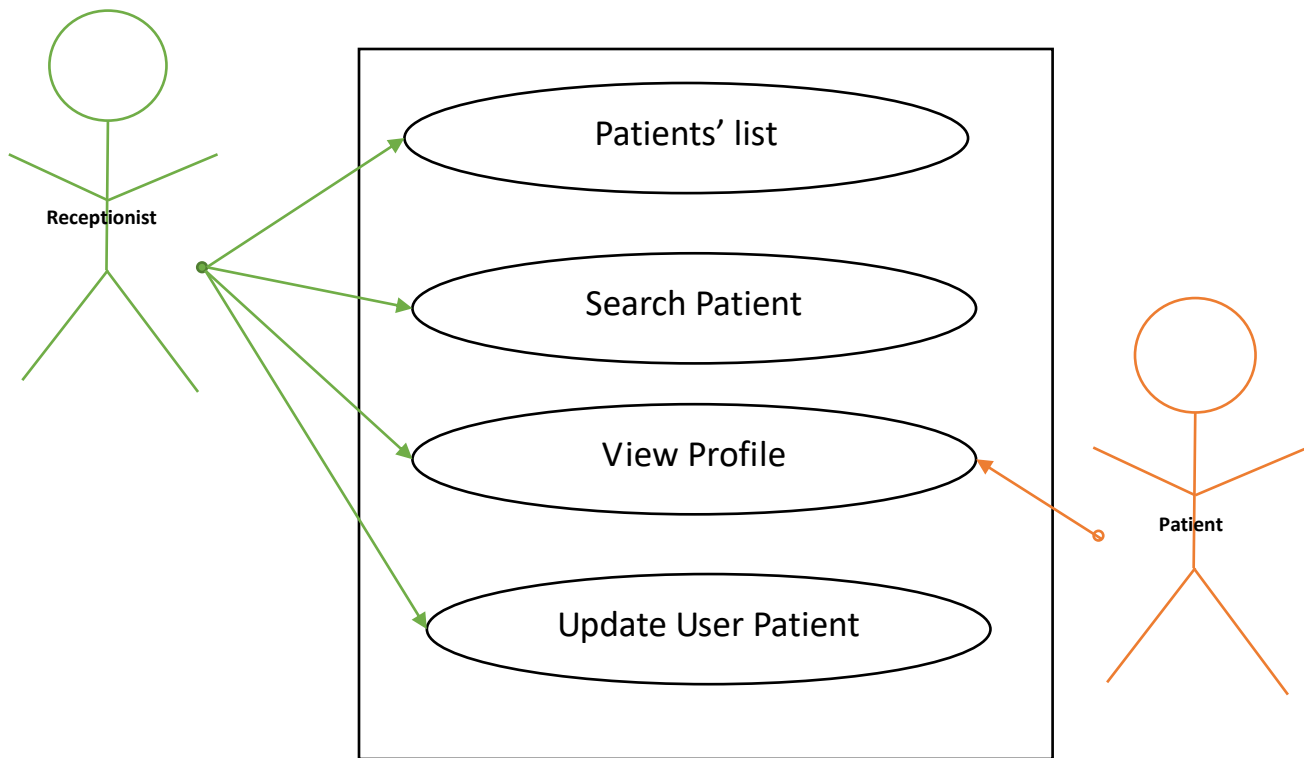 Patients’ list
Receptionist
Search Patient
View Profile
Patient
Update User Patient